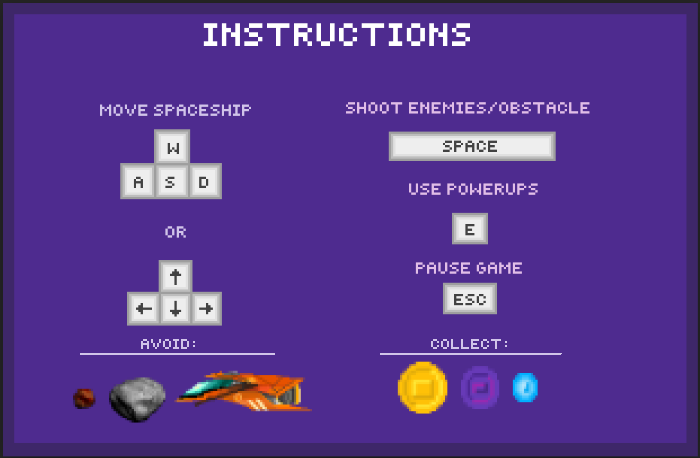 INSTRUCTIONS
MOVE SPACESHIP
W
A S D
OR
↑
← ↓ →
AVOID:
SHOOT ENEMIES/OBSTACLE
SPACE
USE POWERUPS
E
PAUSE GAME
ESC
COLLECT: